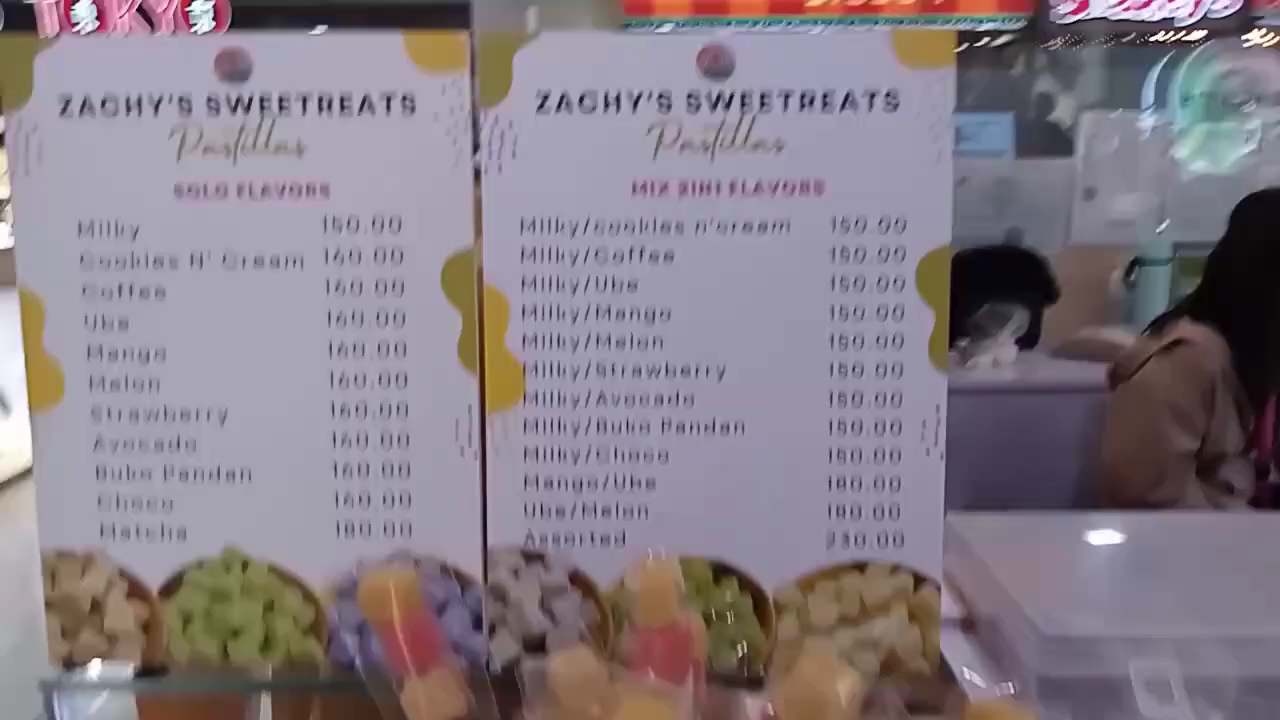 ZACHY'S SWEETREATS
Pastillas
SOLO FLAVORS
Milky 150.00
Cookies N' Cream 160.00
Coffee 160.00
Ube 160.00
Mango 160.00
Melon 160.00
Strawberry 160.00
Avocado 160.00
Buko Pandan 160.00
Choco 160.00
Matcha 180.00
ZACHY'S SWEETREATS
Pastillas
MIX 2IN1 FLAVORS
Milky/cookies n'cream 150.00
Milky/Coffee 150.00
Milky/Ube 150.00
Milky/Mango 150.00
Milky/Melon 150.00
Milky/Strawberry 150.00
Milky/Avocado 150.00
Milky/Buko Pandan 150.00
Milky/Choco 150.00
Mango/Ube 180.00
Ube/Melon 180.00
Assorted 230.00